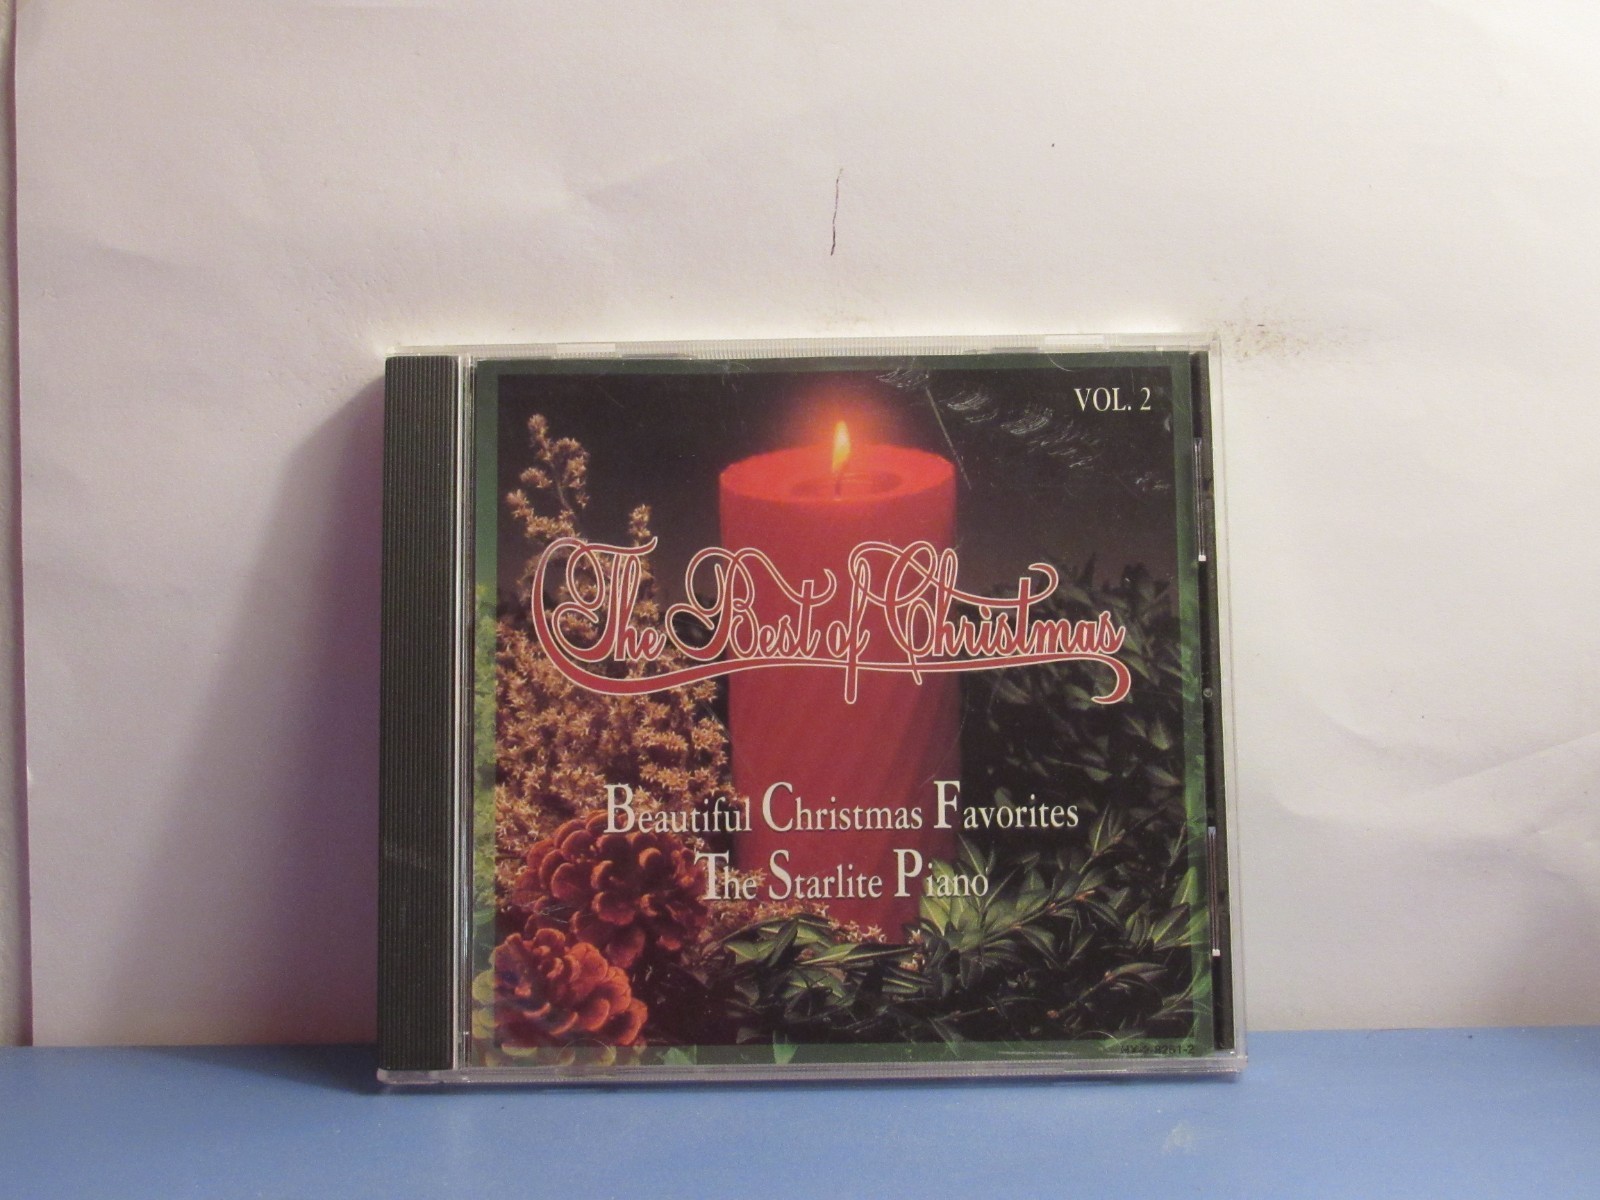 VOL. 2
The Best of Christmas
Beautiful Christmas Favorites
The Starlite Piano